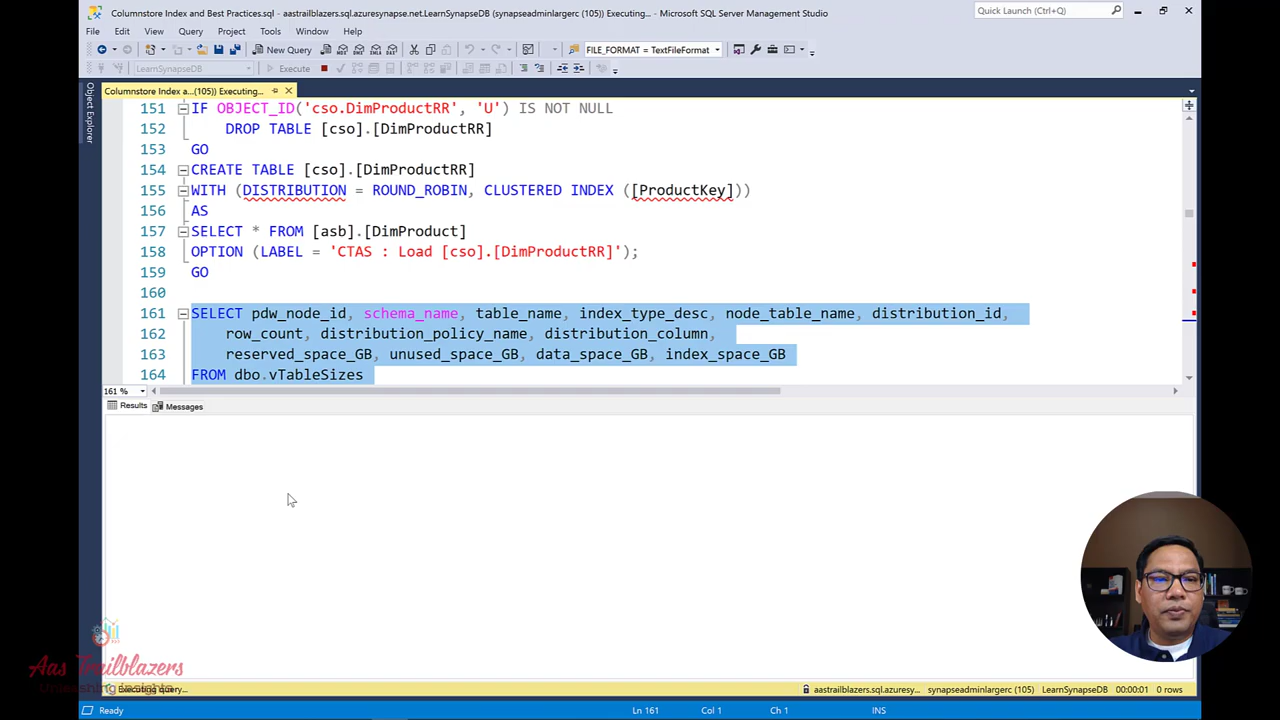 Columnstore Index and Best Practices.sql - aastrailblazers.sql.azuresynapse.net.LearnSynapseDB (synapseadminlargerc (105)) Executing... - Microsoft SQL Server Management Studio
Quick Launch (Ctrl+Q)
File Edit View Query Project Tools Window Help
New Query
FILE_FORMAT = TextFileFormat
LearnSynapseDB
Execute
Object Explorer
Columnstore Index a...(105)) Executing...
151 IF OBJECT_ID('cso.DimProductRR', 'U') IS NOT NULL
152 DROP TABLE [cso].[DimProductRR]
153 GO
154 CREATE TABLE [cso].[DimProductRR]
155 WITH (DISTRIBUTION = ROUND_ROBIN, CLUSTERED INDEX ([ProductKey]))
156 AS
157 SELECT * FROM [asb].[DimProduct]
158 OPTION (LABEL = 'CTAS : Load [cso].[DimProductRR]');
159 GO
160
161 SELECT pdw_node_id, schema_name, table_name, index_type_desc, node_table_name, distribution_id,
162 row_count, distribution_policy_name, distribution_column,
163 reserved_space_GB, unused_space_GB, data_space_GB, index_space_GB
164 FROM dbo.vTableSizes
161 %
Results Messages
Aas Trailblazers
Unleashing Insights
Executing query...
aastrailblazers.sql.azuresy... synapseadminlargerc (105) LearnSynapseDB 00:00:01 0 rows
Ready Ln 161 Col 1 Ch 1 INS